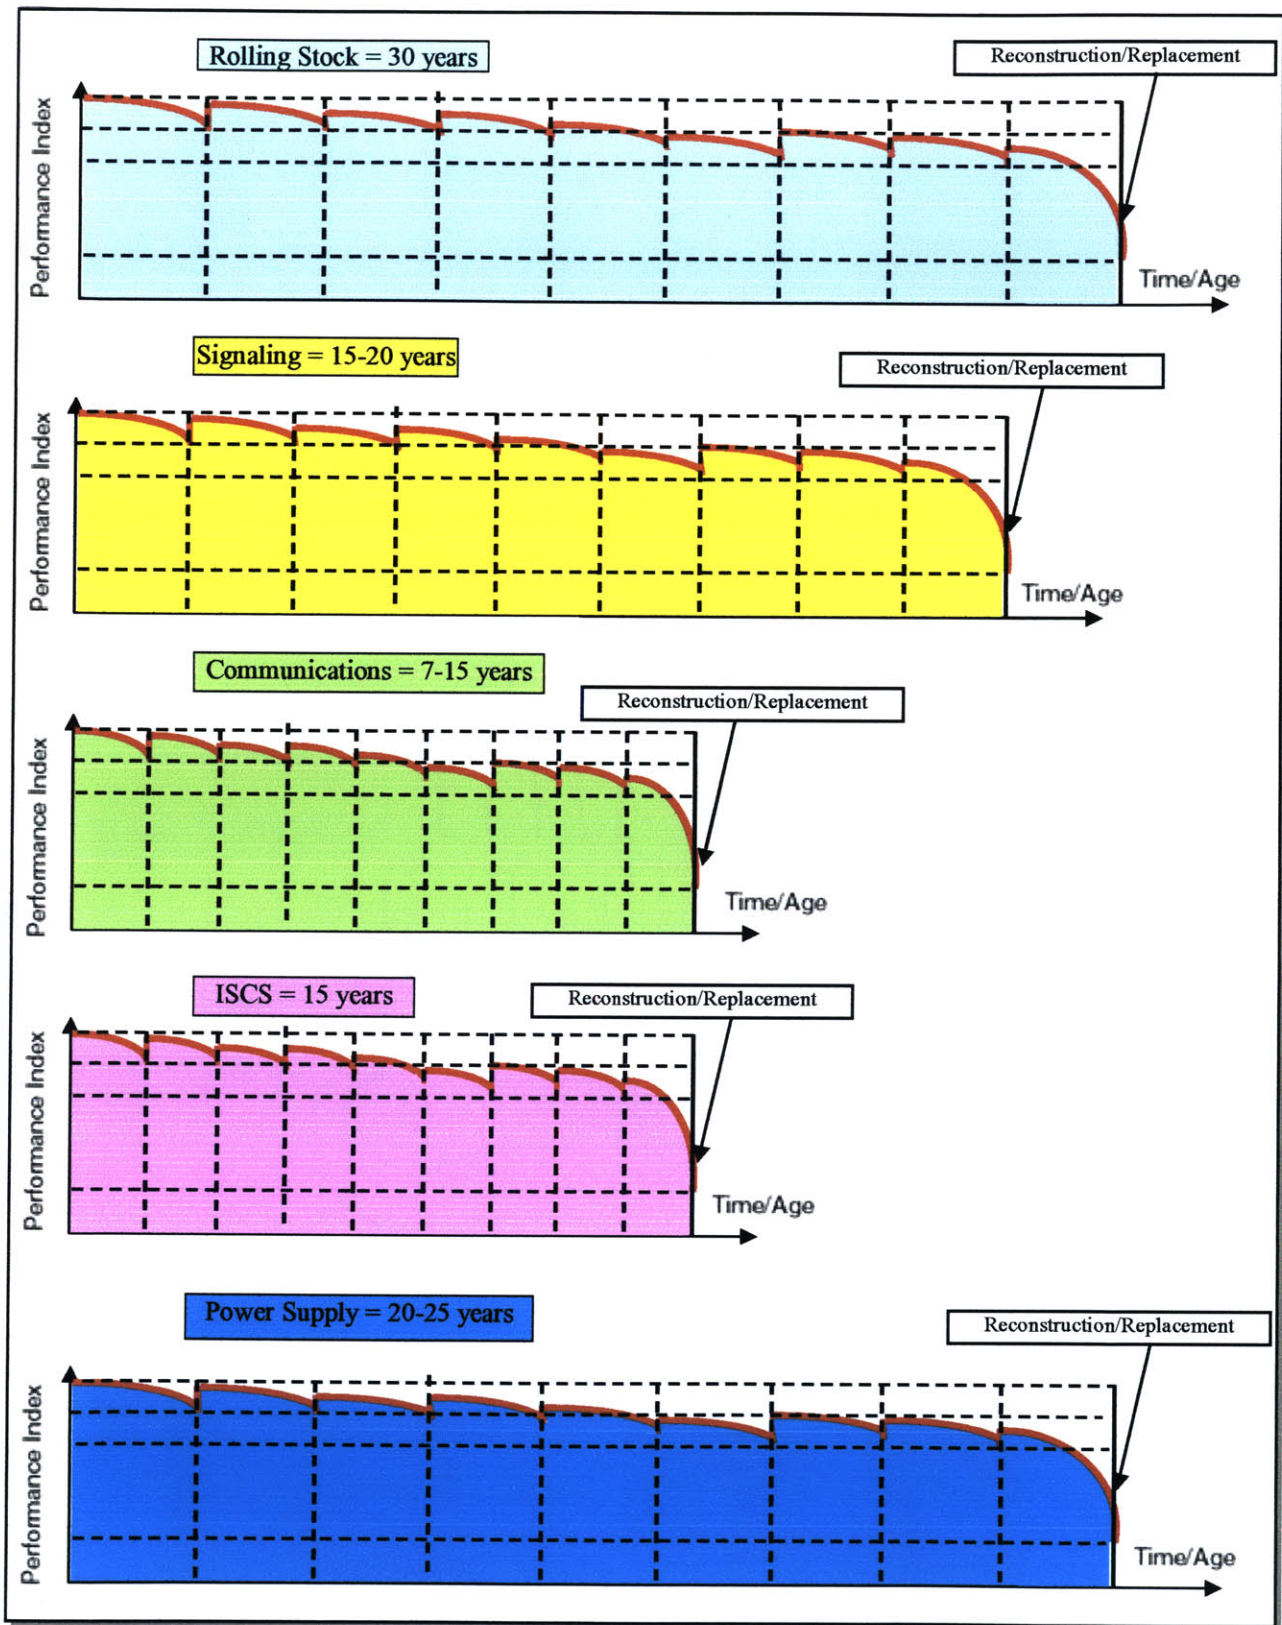 Rolling Stock = 30 years
Reconstruction/Replacement
Performance Index
Time/Age
Signaling = 15-20 years
Reconstruction/Replacement
Performance Index
Time/Age
Communications = 7-15 years
Reconstruction/Replacement
Performance Index
Time/Age
ISCS = 15 years
Reconstruction/Replacement
Performance Index
Time/Age
Power Supply = 20-25 years
Reconstruction/Replacement
Performance Index
Time/Age